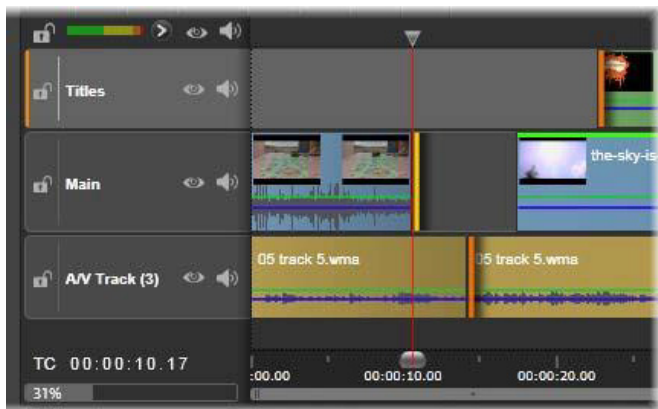 Titles
Main
the-sky-is
A/V Track (3)
05 track 5.wma
05 track 5.wma
TC 00:00:10.17
:00.00
00:00:10.00
00:00:20.00
31%